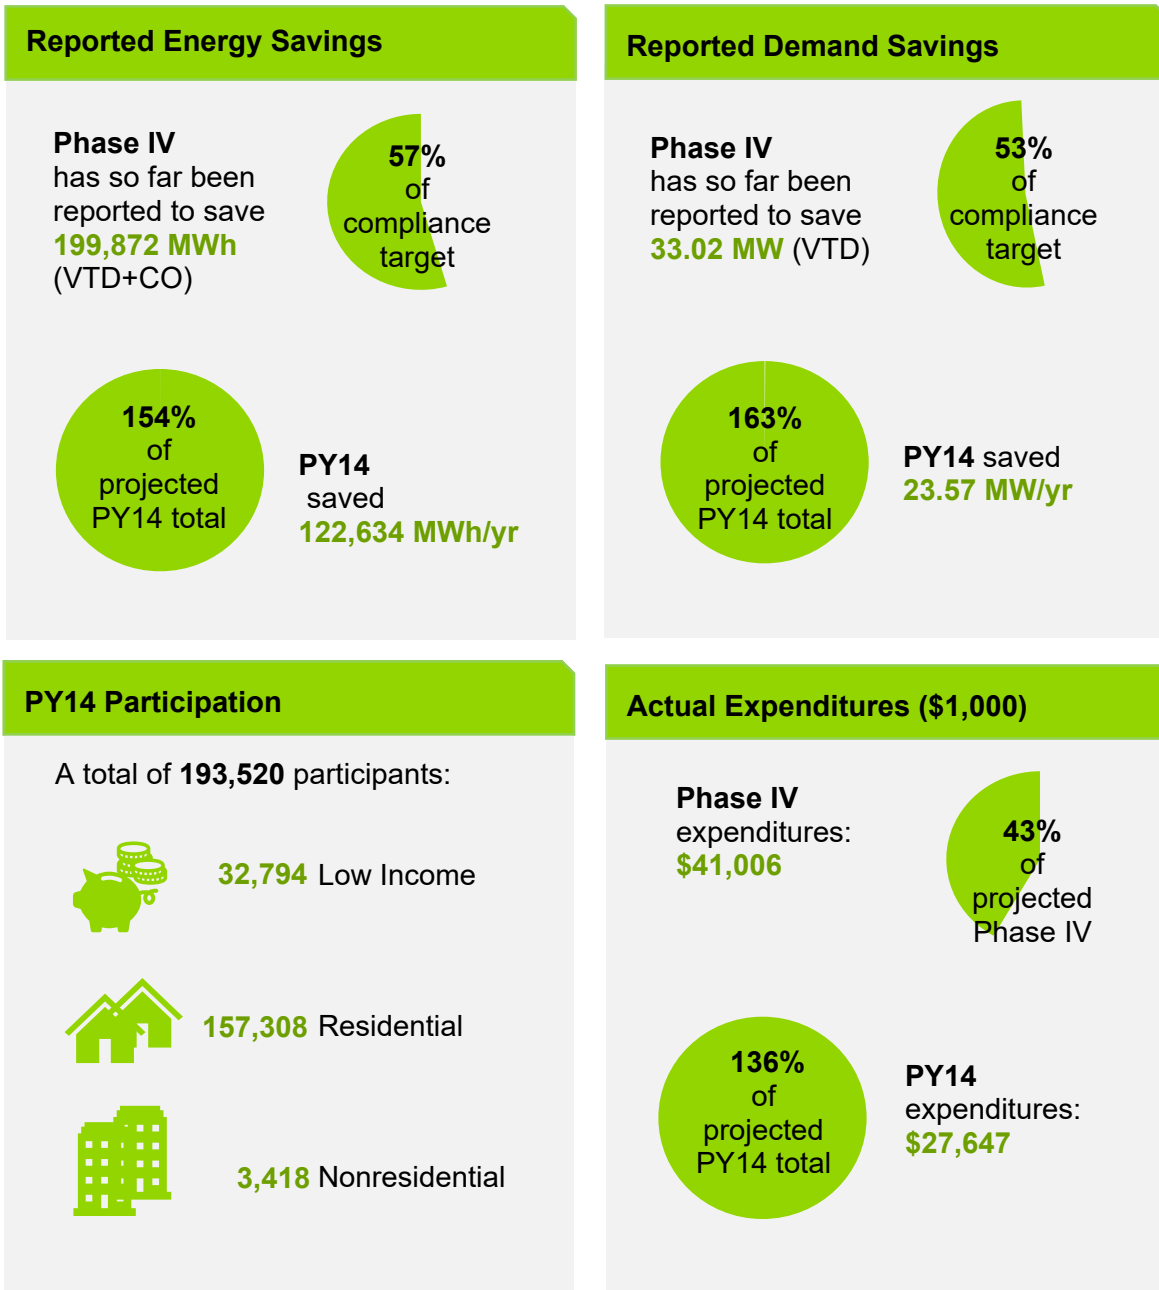 Reported Energy Savings
Phase IV
has so far been
reported to save
199,872 MWh
(VTD+CO)
57%
of
compliance
target
154%
of
projected
PY14 total
PY14
saved
122,634 MWh/yr
Reported Demand Savings
Phase IV
has so far been
reported to save
33.02 MW (VTD)
53%
of
compliance
target
163%
of
projected
PY14 total
PY14 saved
23.57 MW/yr
PY14 Participation
A total of 193,520 participants:
32,794 Low Income
157,308 Residential
3,418 Nonresidential
Actual Expenditures ($1,000)
Phase IV
expenditures:
$41,006
43%
of
projected
Phase IV
136%
of
projected
PY14 total
PY14
expenditures:
$27,647